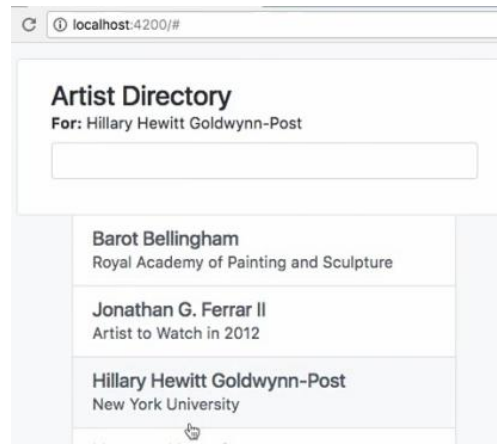 localhost:4200/#
Artist Directory
For: Hillary Hewitt Goldwynn-Post
Barot Bellingham
Royal Academy of Painting and Sculpture
Jonathan G. Ferrar II
Artist to Watch in 2012
Hillary Hewitt Goldwynn-Post
New York University